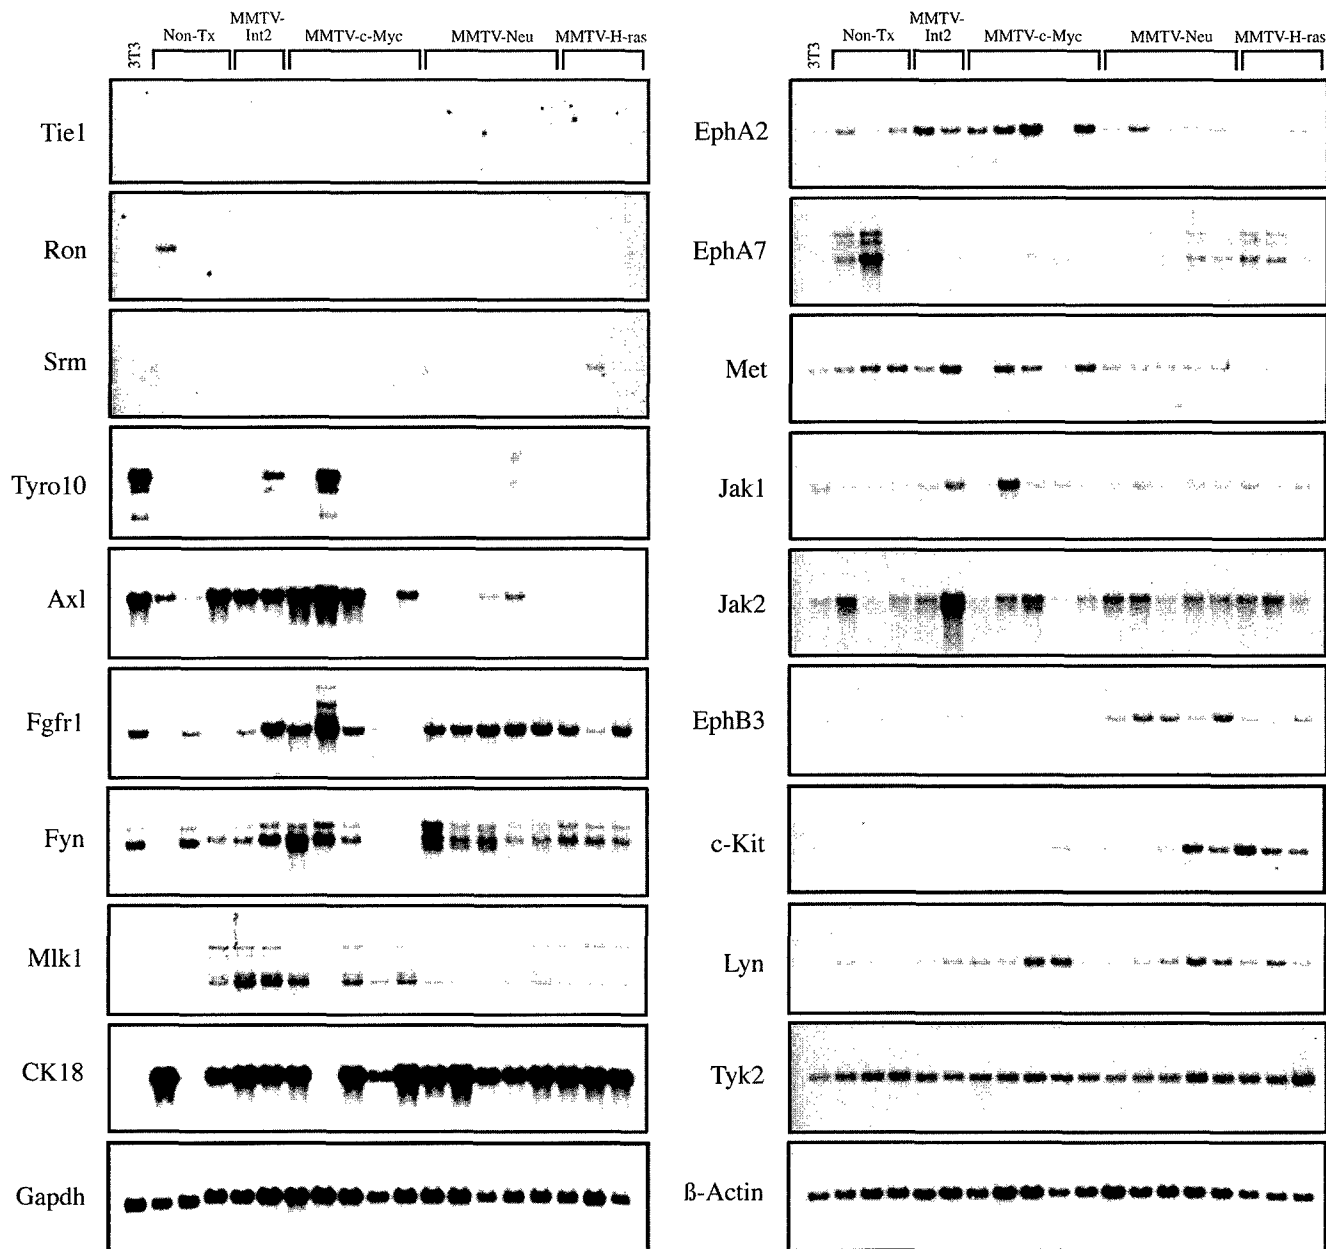 3T3
Non-Tx
MMTV-
Int2
MMTV-c-Myc
MMTV-Neu
MMTV-H-ras
Tie1
Ron
Srm
Tyro10
Axl
Fgfr1
Fyn
Mlk1
CK18
Gapdh
3T3
Non-Tx
MMTV-
Int2
MMTV-c-Myc
MMTV-Neu
MMTV-H-ras
EphA2
EphA7
Met
Jak1
Jak2
EphB3
c-Kit
Lyn
Tyk2
ß-Actin